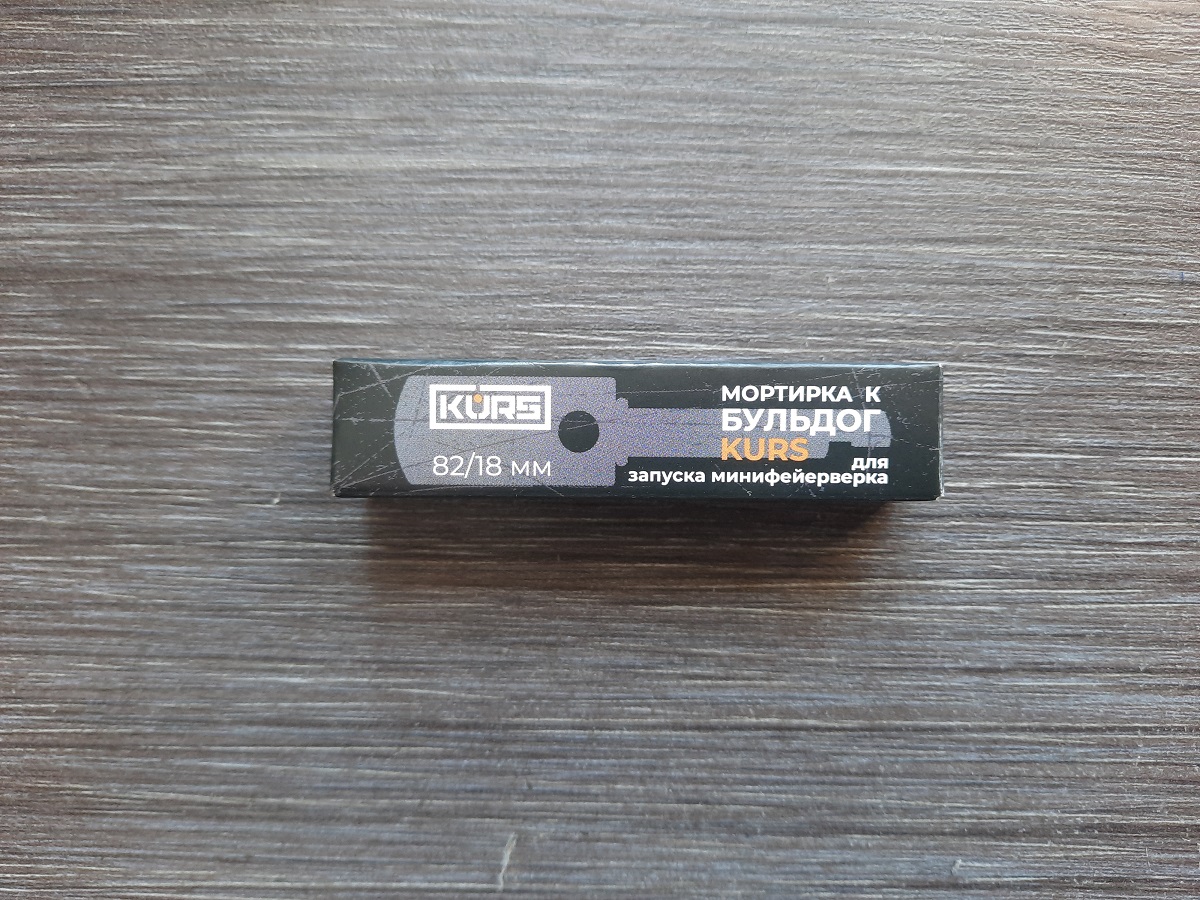 KURS
82/18 мм
МОРТИРКА К
БУЛЬДОГ
KURS
для
запуска минифейерверка